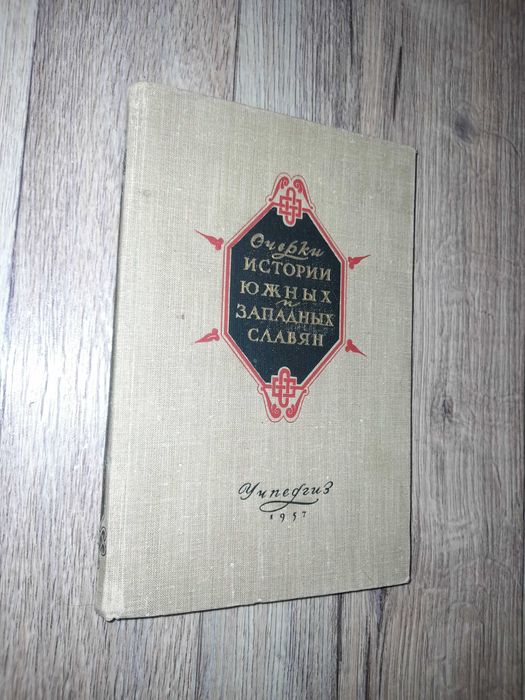 Очерки
ИСТОРИИ
ЮЖНЫХ
и
ЗАПАДНЫХ
СЛАВЯН
Учпедгиз
1957